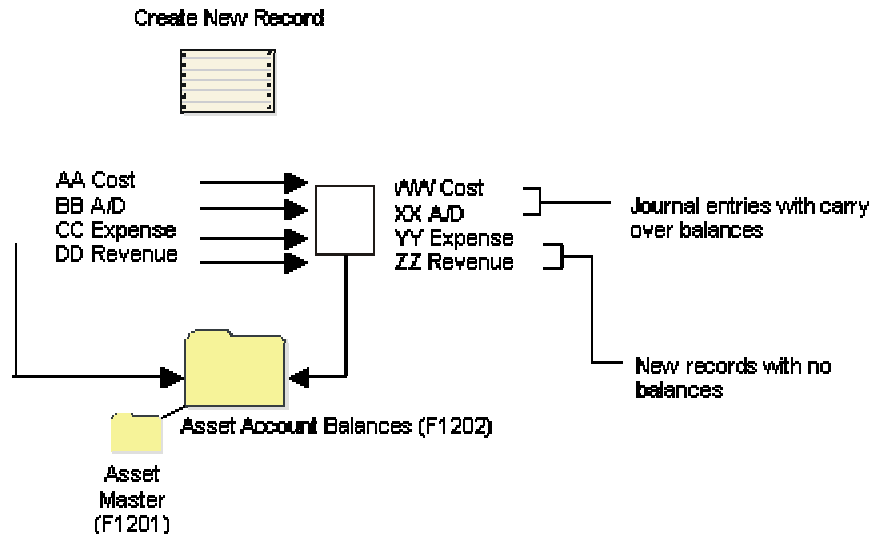 Create New Record
AA Cost
BB A/D
CC Expense
DD Revenue
WW Cost
XX A/D
YY Expense
ZZ Revenue
Journal entries with carry
over balances
New records with no
balances
Asset Account Balances (F1202)
Asset
Master
(F1201)